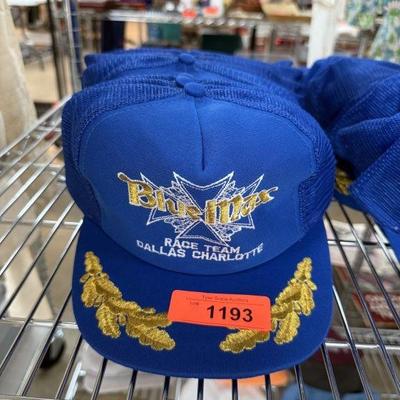 Blue Max
RACE TEAM
DALLAS CHARLOTTE
1193